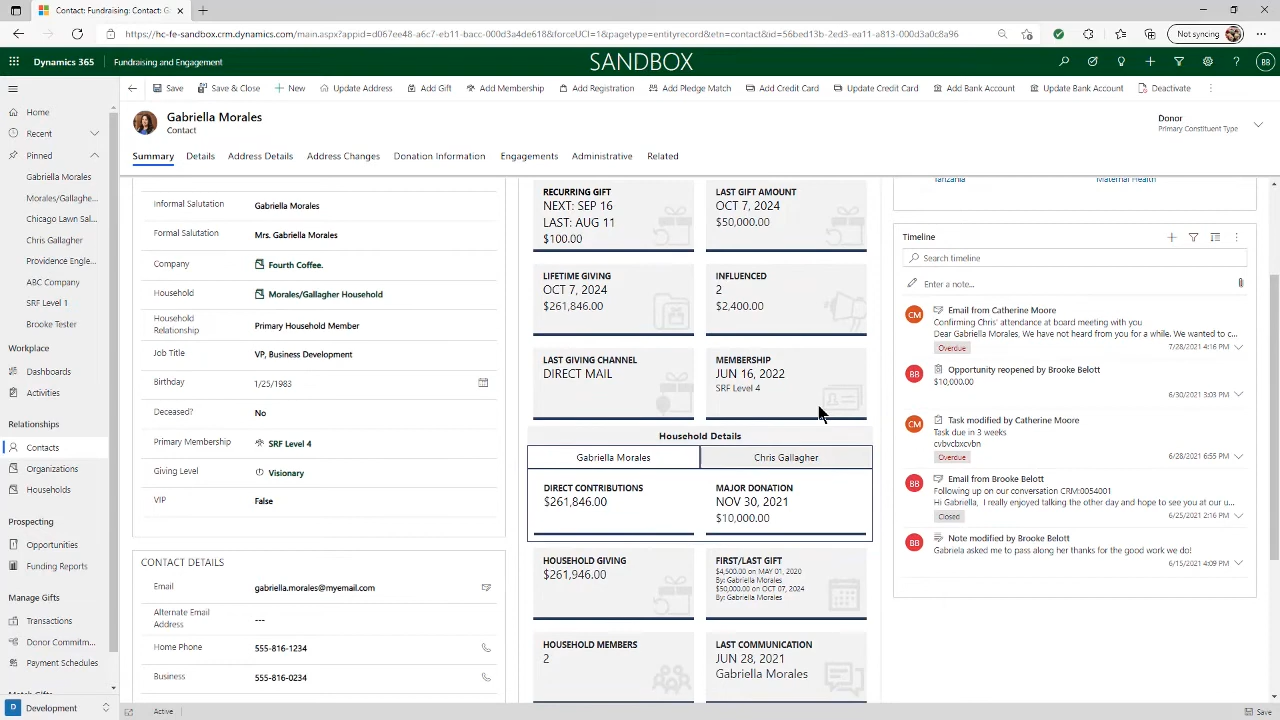 Contact: Fundraising: Contact: G
https://hc-fe-sandbox.crm.dynamics.com/main.aspx?appid=d067ee48-a6c7-eb11-bacc-000d3a4de618&forceUCI=1&pagetype=entityrecord&etn=contact&id=56bed13b-2ed3-ea11-a813-000d3a0c8a96
Not syncing
Dynamics 365
Fundraising and Engagement
SANDBOX
BB
Save
Save & Close
New
Update Address
Add Gift
Add Membership
Add Registration
Add Pledge Match
Add Credit Card
Update Credit Card
Add Bank Account
Update Bank Account
Deactivate
Gabriella Morales
Contact
Donor
Primary Constituent Type
Summary
Details
Address Details
Address Changes
Donation Information
Engagements
Administrative
Related
Home
Recent
Pinned
Gabriella Morales
Morales/Gallaghe...
Chicago Lawn Sal...
Chris Gallagher
Providence Engle...
ABC Company
SRF Level 1
Brooke Tester
Workplace
Dashboards
Activities
Relationships
Contacts
Organizations
Households
Prospecting
Opportunities
Funding Reports
Manage Gifts
Transactions
Donor Commitm...
Payment Schedules
Match Gifts
D
Development
Informal Salutation
Gabriella Morales
Formal Salutation
Mrs. Gabriella Morales
Company
Fourth Coffee.
Household
Morales/Gallagher Household
Household
Relationship
Primary Household Member
Job Title
VP, Business Development
Birthday
1/25/1983
Deceased?
No
Primary Membership
SRF Level 4
Giving Level
Visionary
VIP
False
CONTACT DETAILS
Email
gabriella.morales@myemail.com
Alternate Email
Address
---
Home Phone
555-816-1234
Business
555-816-0234
RECURRING GIFT
NEXT: SEP 16
LAST: AUG 11
$100.00
LAST GIFT AMOUNT
OCT 7, 2024
$50,000.00
LIFETIME GIVING
OCT 7, 2024
$261,846.00
INFLUENCED
2
$2,400.00
LAST GIVING CHANNEL
DIRECT MAIL
MEMBERSHIP
JUN 16, 2022
SRF Level 4
Household Details
Gabriella Morales
Chris Gallagher
DIRECT CONTRIBUTIONS
$261,846.00
MAJOR DONATION
NOV 30, 2021
$10,000.00
HOUSEHOLD GIVING
$261,946.00
FIRST/LAST GIFT
$4,500.00 on MAY 01, 2020
By: Gabriella Morales
$50,000.00 on OCT 07, 2024
By: Gabriella Morales
HOUSEHOLD MEMBERS
2
LAST COMMUNICATION
JUN 28, 2021
Gabriella Morales
Tanzania
Maternal Health
Timeline
Search timeline
Enter a note...
CM
Email from Catherine Moore
Confirming Chris' attendance at board meeting with you
Dear Gabriella Morales, We have not heard from you for a while. We wanted to c...
Overdue
7/28/2021 4:16 PM
BB
Opportunity reopened by Brooke Belott
$10,000.00
6/30/2021 3:03 PM
CM
Task modified by Catherine Moore
Task due in 3 weeks
cvbvcbxcvbn
Overdue
6/28/2021 6:55 PM
BB
Email from Brooke Belott
Following up on our conversation CRM:0054001
Hi Gabriella, I really enjoyed talking the other day and hope to see you at our u...
Closed
6/25/2021 2:16 PM
BB
Note modified by Brooke Belott
Gabriela asked me to pass along her thanks for the good work we do!
6/15/2021 4:09 PM
Active
Save